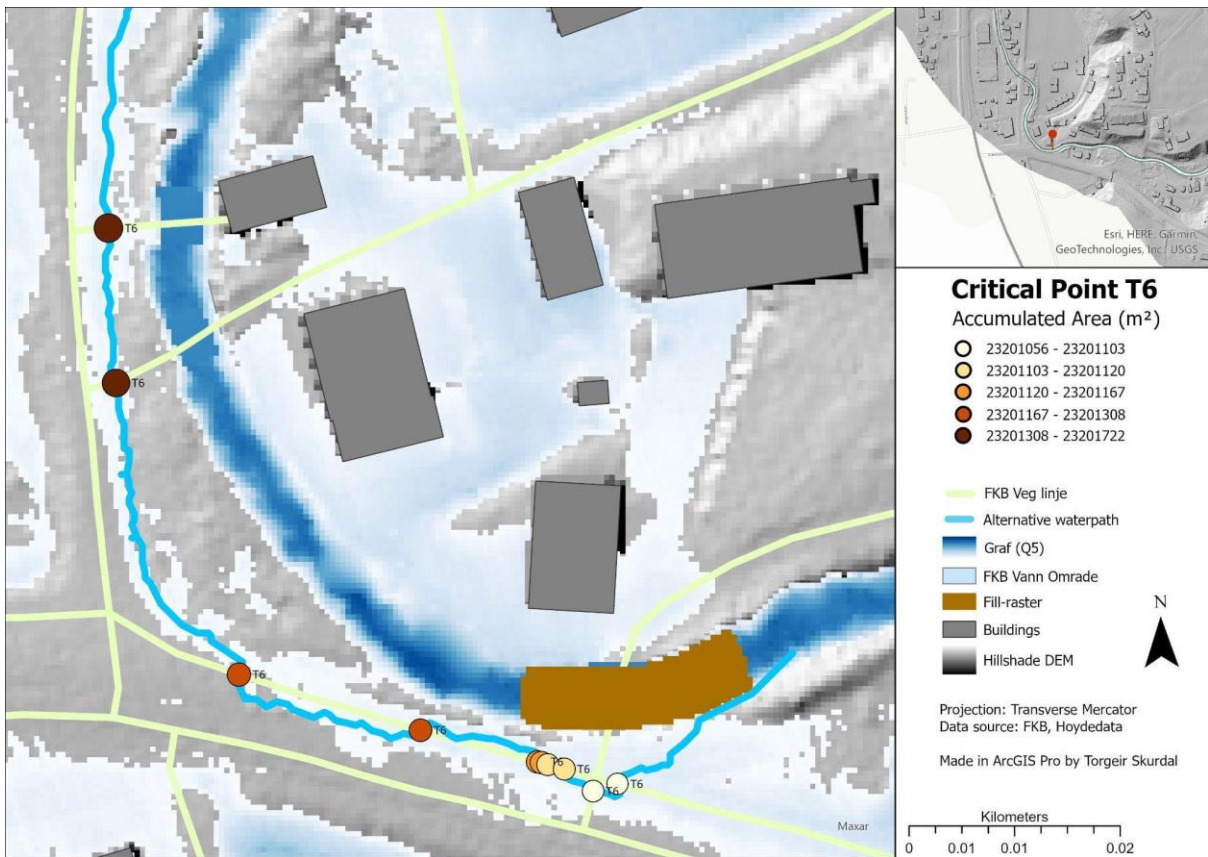 T6
T6
T6
T6
T6
T6
T6
T6
Maxar
Esri, HERE, Garmin,
GeoTechnologies, Inc., USGS
Critical Point T6
Accumulated Area (m²)
23201056 - 23201103
23201103 - 23201120
23201120 - 23201167
23201167 - 23201308
23201308 - 23201722
FKB Veg linje
Alternative waterpath
Graf (Q5)
FKB Vann Omrade
Fill-raster
Buildings
Hillshade DEM
N
Projection: Transverse Mercator
Data source: FKB, Hoydedata
Made in ArcGIS Pro by Torgeir Skurdal
Kilometers
0 0.01 0.01 0.02